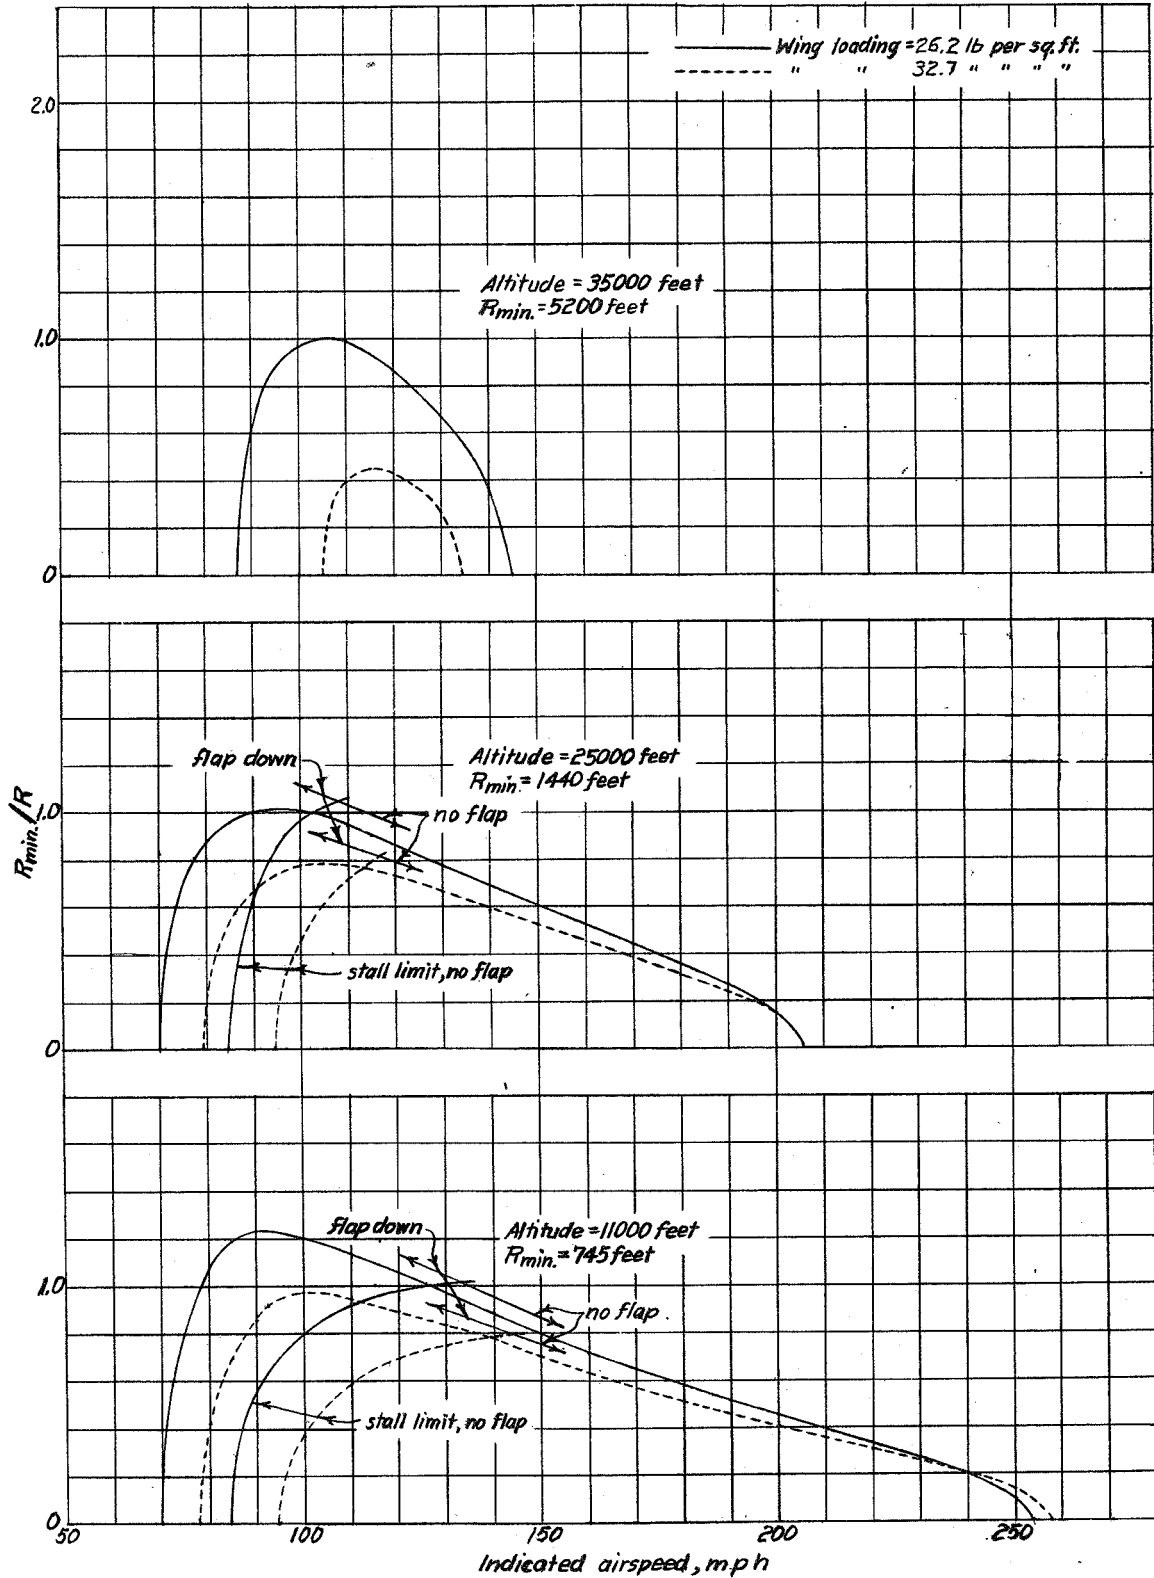 Wing loading =26.2 lb per sq.ft.
" " 32.7 " " " "
2.0
Altitude = 35000 feet
Rmin.=5200 feet
1.0
0
flap down
Altitude =25000 feet
Rmin.= 1440 feet
1.0
no flap
Rmin./R
stall limit, no flap
0
flap down
Altitude =11000 feet
Rmin.= 745 feet
1.0
no flap
stall limit, no flap
0
50 100 150 200 250
Indicated airspeed, mph